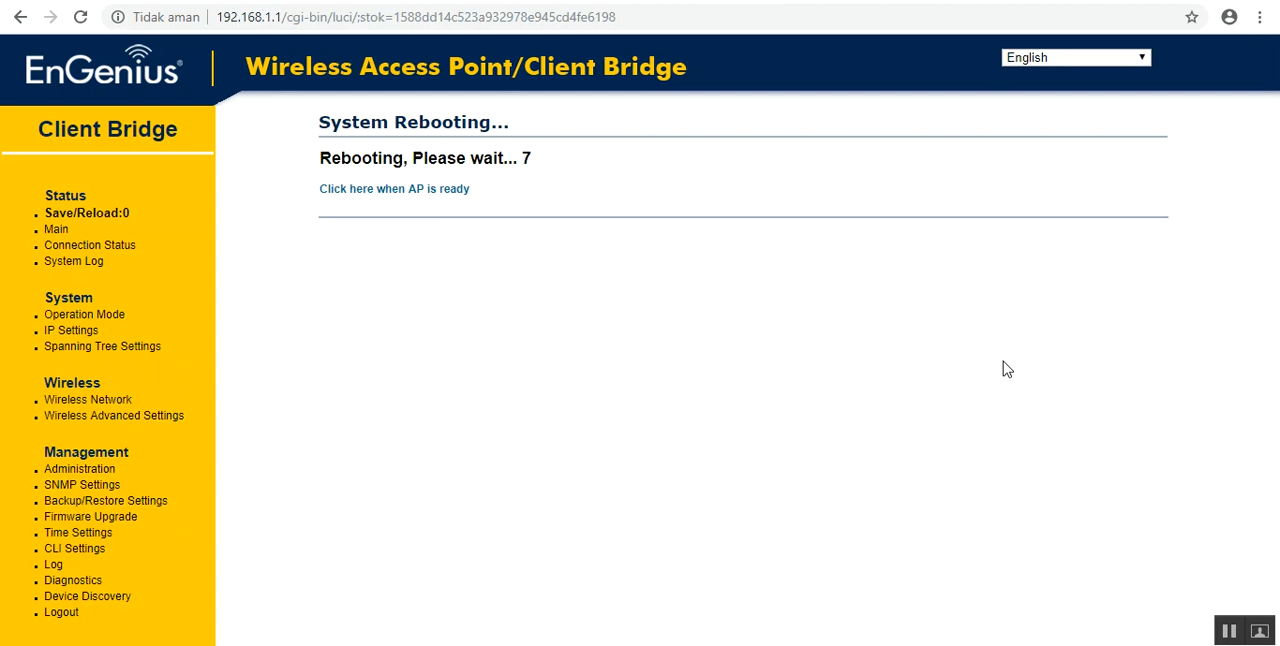 Tidak aman
192.168.1.1/cgi-bin/luci/;stok=1588dd14c523a932978e945cd4fe6198
EnGenius®
Wireless Access Point/Client Bridge
English
Client Bridge
System Rebooting...
Rebooting, Please wait... 7
Click here when AP is ready
Status
Save/Reload:0
Main
Connection Status
System Log
System
Operation Mode
IP Settings
Spanning Tree Settings
Wireless
Wireless Network
Wireless Advanced Settings
Management
Administration
SNMP Settings
Backup/Restore Settings
Firmware Upgrade
Time Settings
CLI Settings
Log
Diagnostics
Device Discovery
Logout